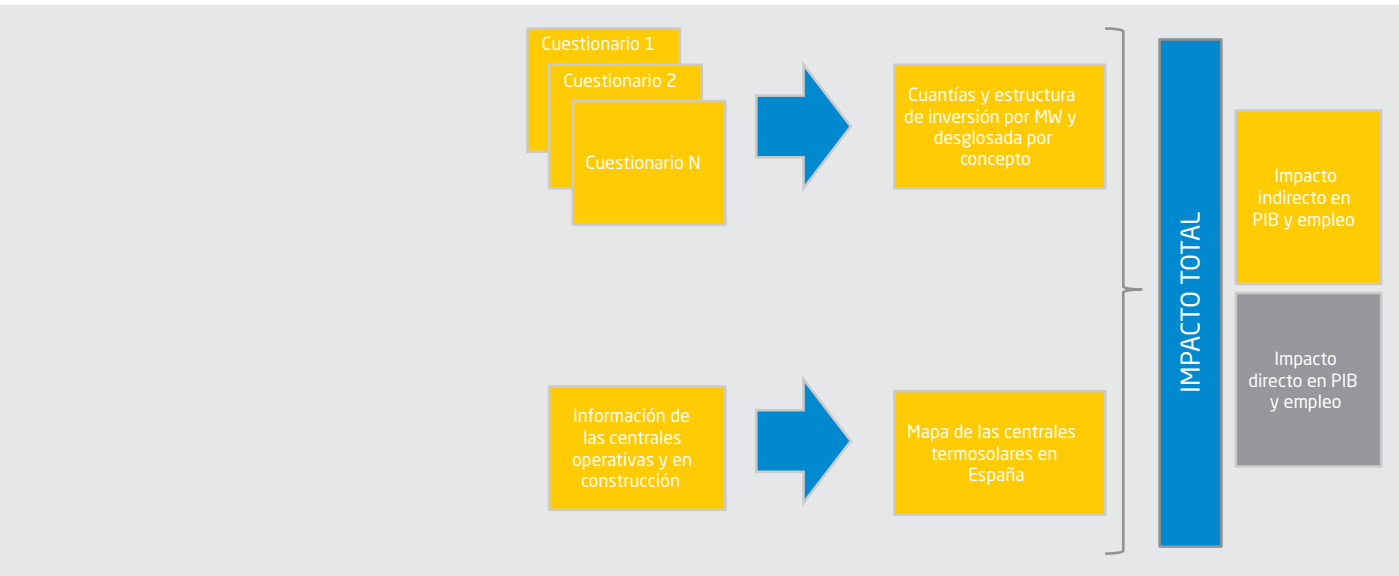 Cuestionario 1
Cuestionario 2
Cuestionario N
Cuantías y estructura
de inversión por MW y
desglosada por
concepto
Información de
las centrales
operativas y en
construcción
Mapa de las centrales
termosolares en
España
IMPACTO TOTAL
Impacto
indirecto en
PIB y empleo
Impacto
directo en PIB
y empleo